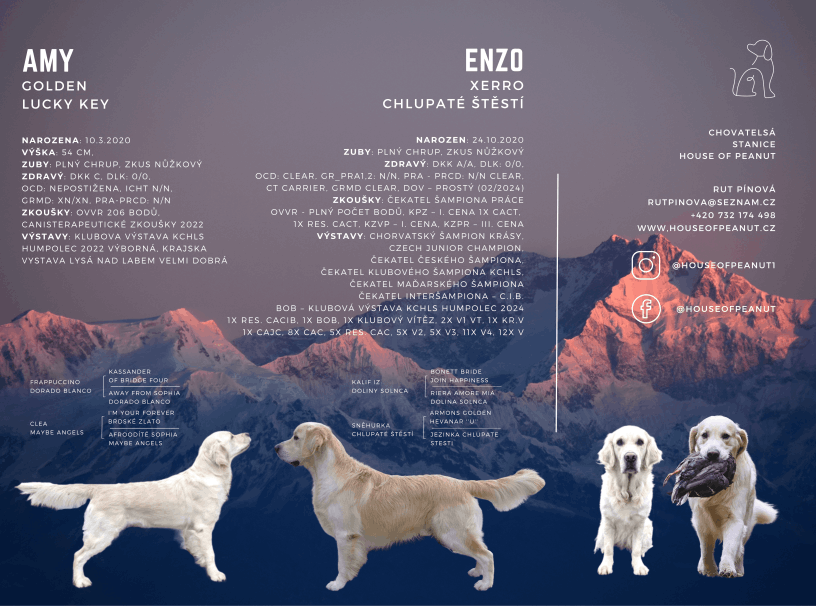 AMY
GOLDEN
LUCKY KEY
NAROZENA: 10.3.2020
VÝŠKA: 54 CM,
ZUBY: PLNÝ CHRUP, ZKUS NŮŽKOVÝ
ZDRAVÝ: DKK C, DLK: 0/0,
OCD: NEPOSTIŽENA, ICHT N/N,
GRMD: XN/XN, PRA-PRCD: N/N
ZKOUŠKY: OVVR 206 BODŮ,
CANISTERAPEUTICKÉ ZKOUŠKY 2022
VÝSTAVY: KLUBOVA VÝSTAVA KCHLS
HUMPOLEC 2022 VÝBORNÁ, KRAJSKA
VYSTAVA LYSÁ NAD LABEM VELMI DOBRÁ
ENZO
XERRO
CHLUPATÉ ŠTĚSTÍ
NAROZEN: 24.10.2020
ZUBY: PLNÝ CHRUP, ZKUS NŮŽKOVÝ
ZDRAVÝ: DKK A/A, DLK: 0/0,
OCD: CLEAR, GR_PRA1,2: N/N, PRA - PRCD: N/N CLEAR,
CT CARRIER, GRMD CLEAR, DOV – PROSTÝ (02/2024)
ZKOUŠKY: ČEKATEL ŠAMPIONA PRÁCE
OVVR - PLNÝ POČET BODŮ, KPZ – I. CENA 1X CACT,
1X RES. CACT, KZVP – I. CENA, KZPR – III. CENA
VÝSTAVY: CHORVATSKÝ ŠAMPION KRÁSY,
CZECH JUNIOR CHAMPION,
ČEKATEL ČESKÉHO ŠAMPIONA,
ČEKATEL KLUBOVÉHO ŠAMPIONA KCHLS,
ČEKATEL MAĎARSKÉHO ŠAMPIONA
ČEKATEL INTERŠAMPIONA – C.I.B.
BOB – KLUBOVÁ VÝSTAVA KCHLS HUMPOLEC 2024
1X RES. CACIB, 1X BOB, 1X KLUBOVÝ VÍTĚZ, 2X V1 VT, 1X KR.V
1X CAJC, 8X CAC, 5X RES. CAC, 5X V2, 5X V3, 11X V4, 12X V
CHOVATELSÁ
STANICE
HOUSE OF PEANUT
RUT PÍNOVÁ
RUTPINOVA@SEZNAM.CZ
+420 732 174 498
WWW.HOUSEOFPEANUT.CZ
@HOUSEOFPEANUT1
@HOUSEOFPEANUT
FRAPPUCCINO
DORADO BLANCO
KASSANDER
OF BRIDGE FOUR
AWAY FROM SOPHIA
DORADO BLANCO
CLEA
MAYBE ANGELS
I'M YOUR FOREVER
BROSKÉ ZLATO
AFROODÍTÉ SOPHIA
MAYBE ANGELS
KALIF IZ
DOLINY SOLNCA
BONETT BRIDE
JOIN HAPPINESS
RIERA AMORE MIA
DOLINA SOLNCA
SNĚHURKA
CHLUPATÉ ŠTĚSTÍ
ARMONS GOLDEN
HEVANAR "U"
JEZINKA CHLUPATE
STESTI